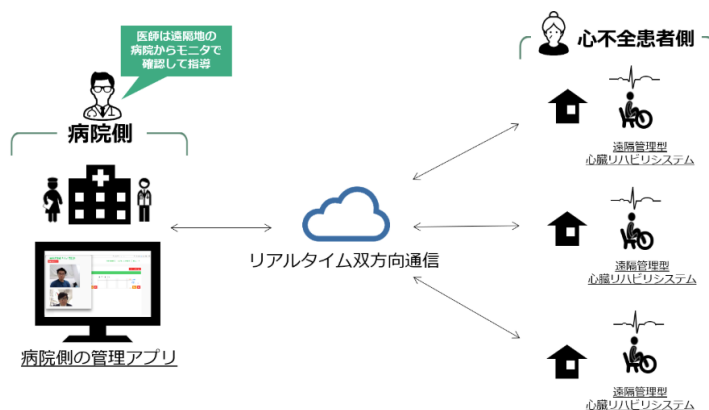 医師は遠隔地の
病院からモニタで
確認して指導
病院側
病院側の管理アプリ
リアルタイム双方向通信
心不全患者側
遠隔管理型
心臓リハビリシステム
遠隔管理型
心臓リハビリシステム
遠隔管理型
心臓リハビリシステム